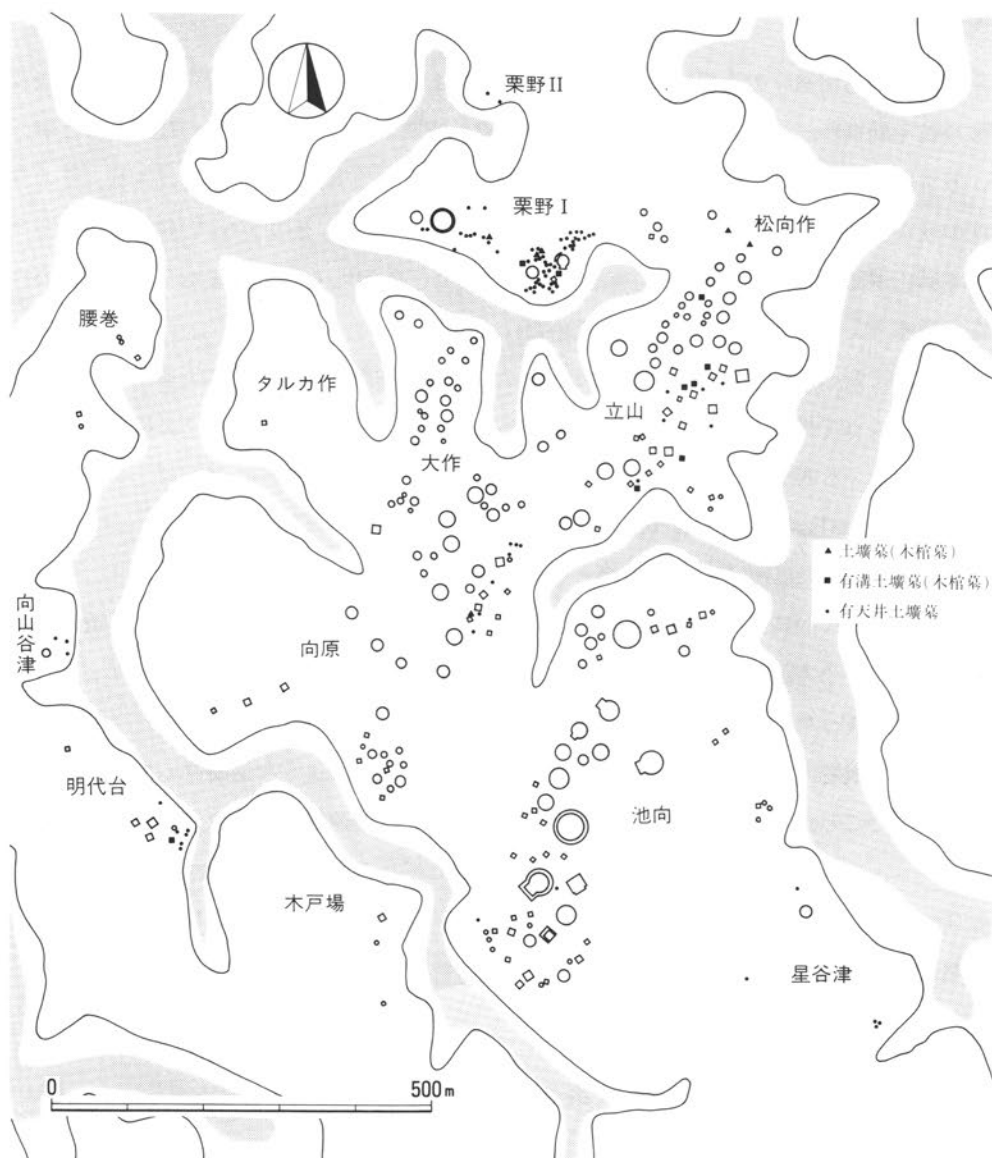 栗野II
栗野I
松向作
腰巻
タルカ作
立山
大作
▲ 土壙墓(木棺墓)
■ 有溝土壙墓(木棺墓)
• 有天井土壙墓
向山谷津
向原
明代台
池向
木戸場
星谷津
0 500m